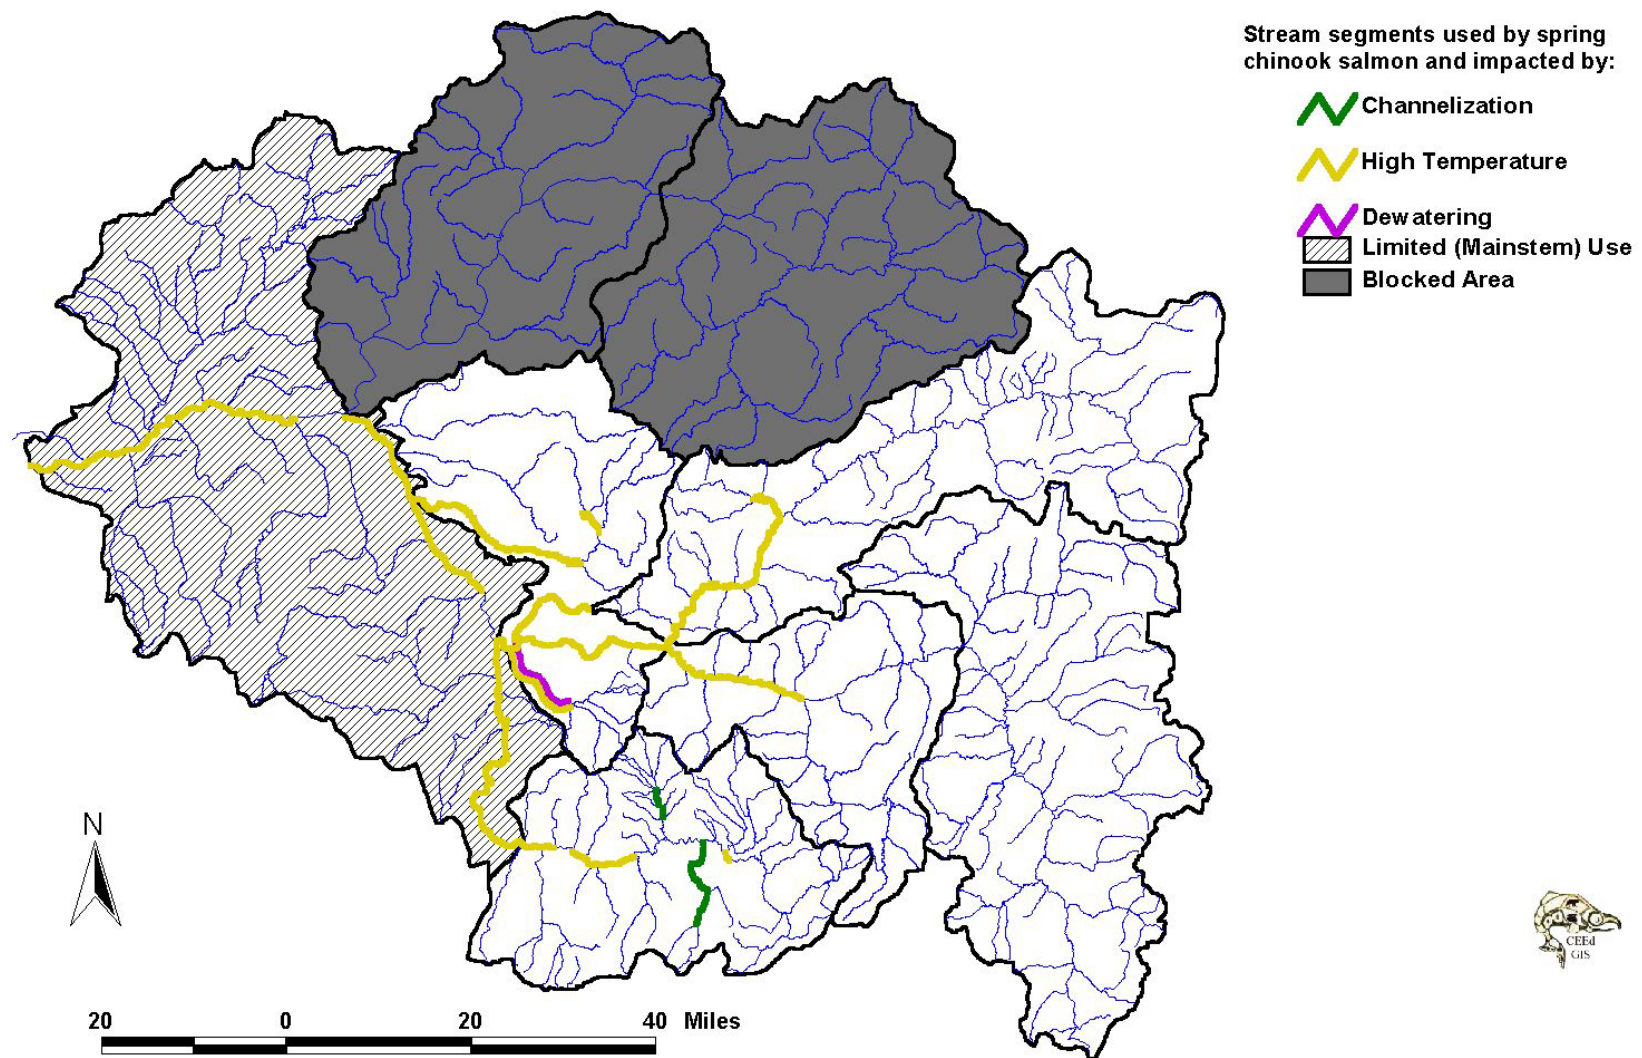 Stream segments used by spring
chinook salmon and impacted by:
Channelization
High Temperature
Dewatering
Limited (Mainstem) Use
Blocked Area
N
CEEd
GIS
20 0 20 40 Miles